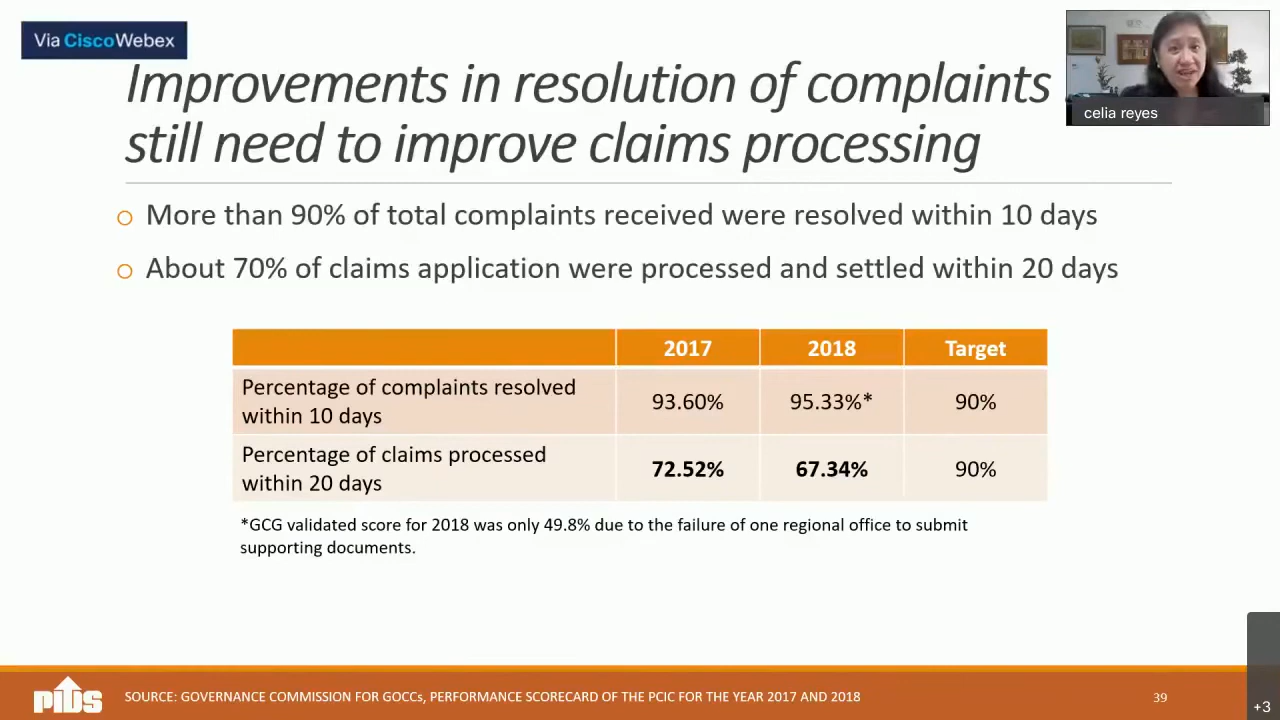 Via CiscoWebex
celia reyes
Improvements in resolution of complaints
still need to improve claims processing
o More than 90% of total complaints received were resolved within 10 days
o About 70% of claims application were processed and settled within 20 days
2017 2018 Target
Percentage of complaints resolved
within 10 days 93.60% 95.33%* 90%
Percentage of claims processed
within 20 days 72.52% 67.34% 90%
*GCG validated score for 2018 was only 49.8% due to the failure of one regional office to submit
supporting documents.
PIDS
SOURCE: GOVERNANCE COMMISSION FOR GOCCs, PERFORMANCE SCORECARD OF THE PCIC FOR THE YEAR 2017 AND 2018
39
+3